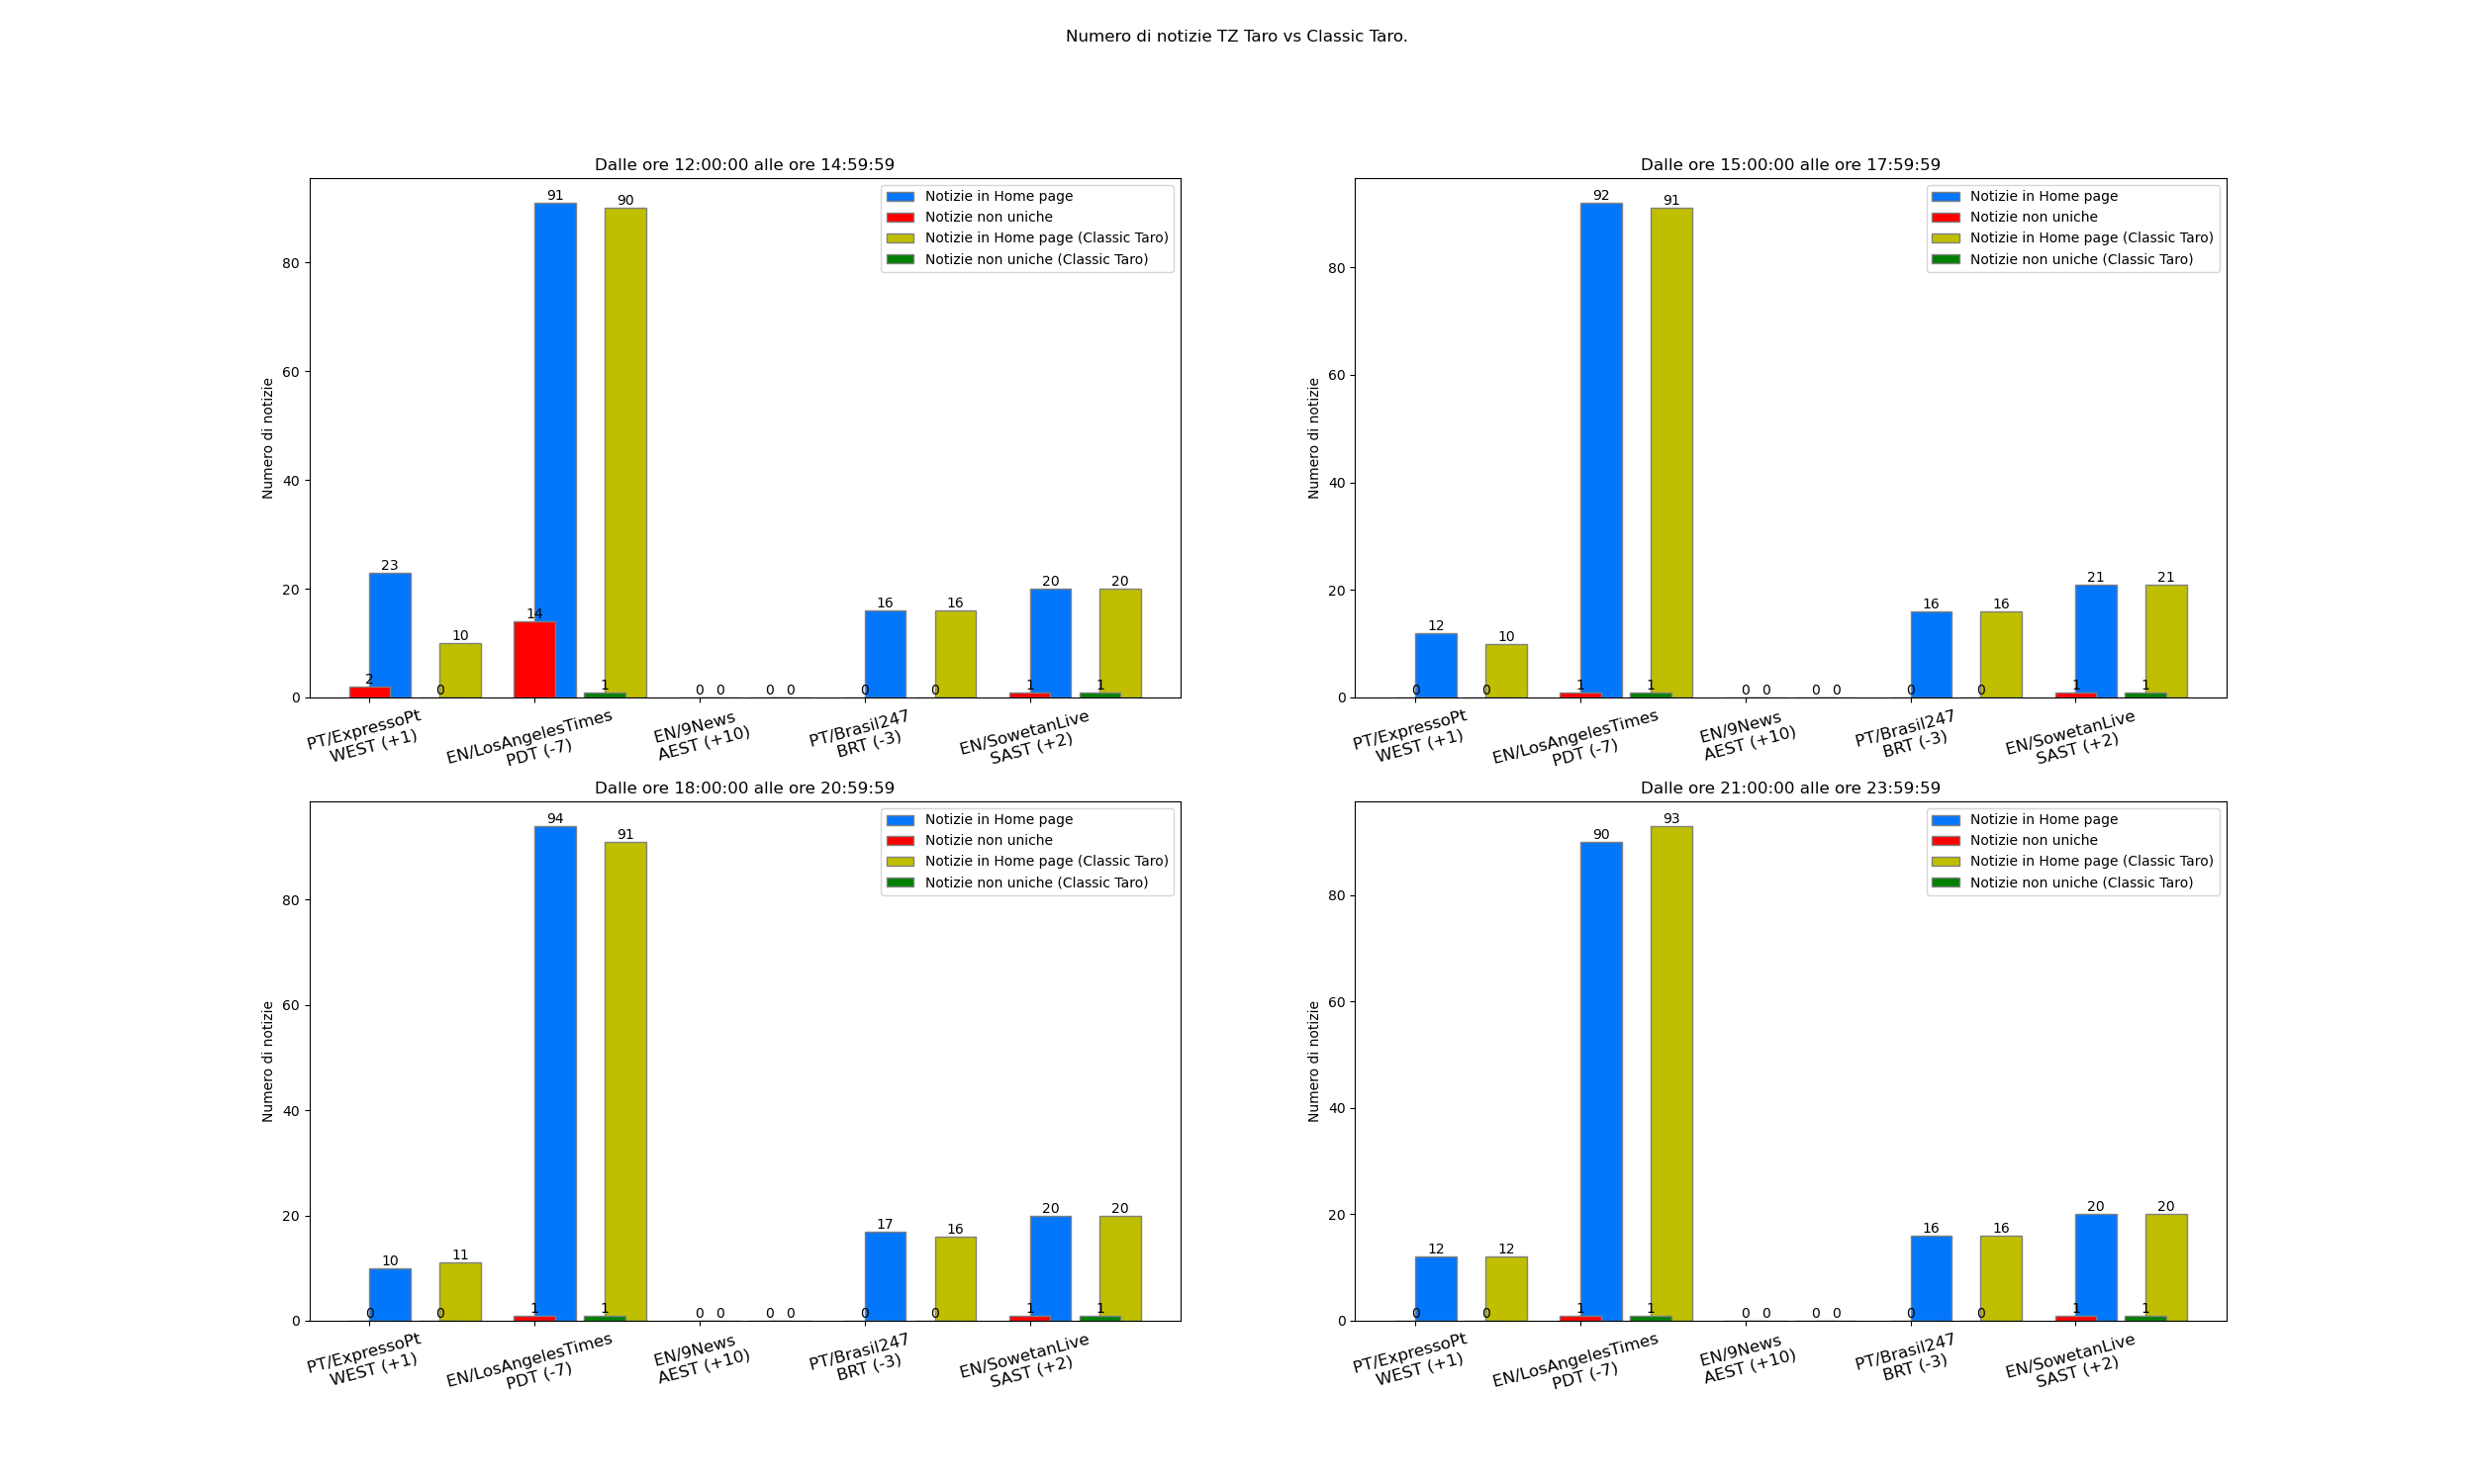 Numero di notizie TZ Taro vs Classic Taro.
Dalle ore 12:00:00 alle ore 14:59:59
Numero di notizie
80
60
40
20
0
Notizie in Home page
Notizie non uniche
Notizie in Home page (Classic Taro)
Notizie non uniche (Classic Taro)
23
2
10
0
91
14
90
1
0 0 0 0
16
0
16
0
20
1
20
1
PT/ExpressoPt
WEST (+1)
EN/LosAngelesTimes
PDT (-7)
EN/9News
AEST (+10)
PT/Brasil247
BRT (-3)
EN/SowetanLive
SAST (+2)
Dalle ore 15:00:00 alle ore 17:59:59
Numero di notizie
80
60
40
20
0
Notizie in Home page
Notizie non uniche
Notizie in Home page (Classic Taro)
Notizie non uniche (Classic Taro)
12
0
10
0
92
1
91
1
0 0 0 0
16
0
16
0
21
1
21
1
PT/ExpressoPt
WEST (+1)
EN/LosAngelesTimes
PDT (-7)
EN/9News
AEST (+10)
PT/Brasil247
BRT (-3)
EN/SowetanLive
SAST (+2)
Dalle ore 18:00:00 alle ore 20:59:59
Numero di notizie
80
60
40
20
0
Notizie in Home page
Notizie non uniche
Notizie in Home page (Classic Taro)
Notizie non uniche (Classic Taro)
10
0
11
0
94
1
91
1
0 0 0 0
17
0
16
0
20
1
20
1
PT/ExpressoPt
WEST (+1)
EN/LosAngelesTimes
PDT (-7)
EN/9News
AEST (+10)
PT/Brasil247
BRT (-3)
EN/SowetanLive
SAST (+2)
Dalle ore 21:00:00 alle ore 23:59:59
Numero di notizie
80
60
40
20
0
Notizie in Home page
Notizie non uniche
Notizie in Home page (Classic Taro)
Notizie non uniche (Classic Taro)
12
0
12
0
90
1
93
1
0 0 0 0
16
0
16
0
20
1
20
1
PT/ExpressoPt
WEST (+1)
EN/LosAngelesTimes
PDT (-7)
EN/9News
AEST (+10)
PT/Brasil247
BRT (-3)
EN/SowetanLive
SAST (+2)